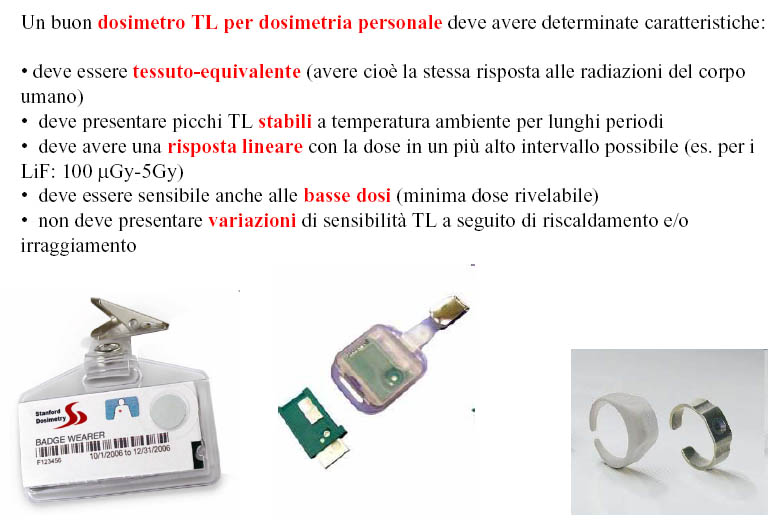 Un buon dosimetro TL per dosimetria personale deve avere determinate caratteristiche:
• deve essere tessuto-equivalente (avere cioè la stessa risposta alle radiazioni del corpo
umano)
• deve presentare picchi TL stabili a temperatura ambiente per lunghi periodi
• deve avere una risposta lineare con la dose in un più alto intervallo possibile (es. per i
LiF: 100 μGy-5Gy)
• deve essere sensibile anche alle basse dosi (minima dose rivelabile)
• non deve presentare variazioni di sensibilità TL a seguito di riscaldamento e/o
irraggiamento
Stanford
Dosimetry
BADGE WEARER
F123456
10/1/2006 to 12/31/2006